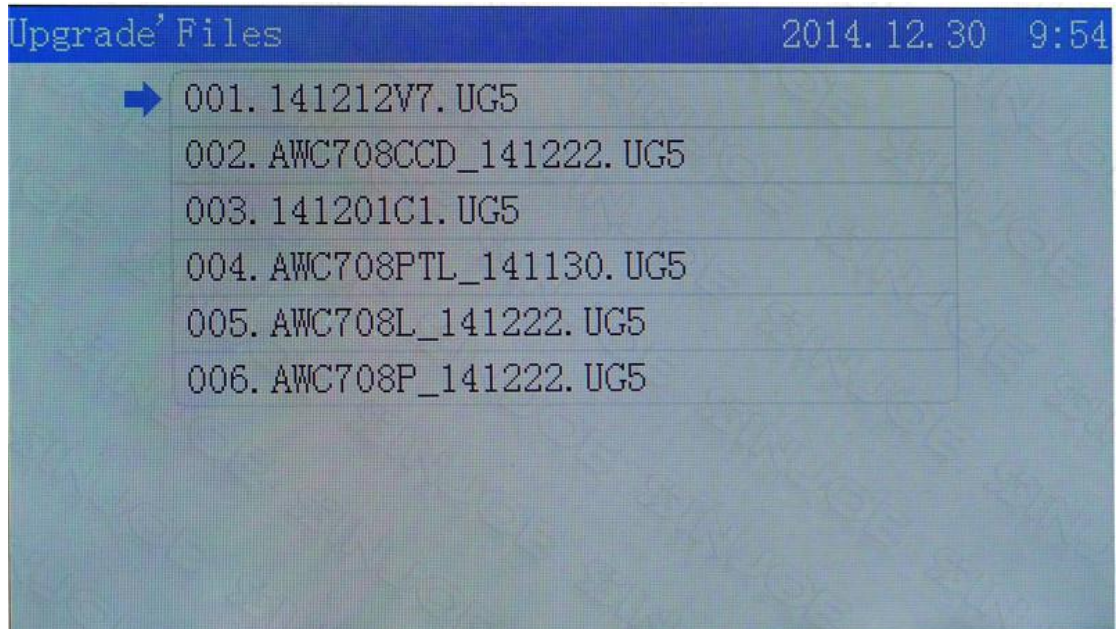 Upgrade'Files 2014.12.30 9:54
001.141212V7.UG5
002.AWC708CCD_141222.UG5
003.141201C1.UG5
004.AWC708PTL_141130.UG5
005.AWC708L_141222.UG5
006.AWC708P_141222.UG5